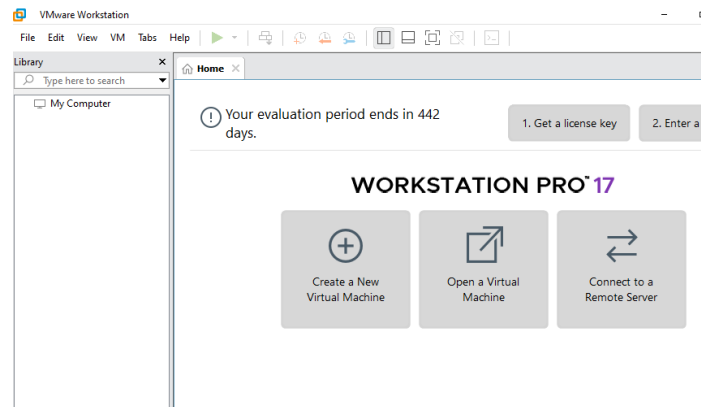 VMware Workstation
File Edit View VM Tabs Help
Library
Home
Type here to search
My Computer
Your evaluation period ends in 442
days.
1. Get a license key
2. Enter a
WORKSTATION PRO™ 17
Create a New
Virtual Machine
Open a Virtual
Machine
Connect to a
Remote Server